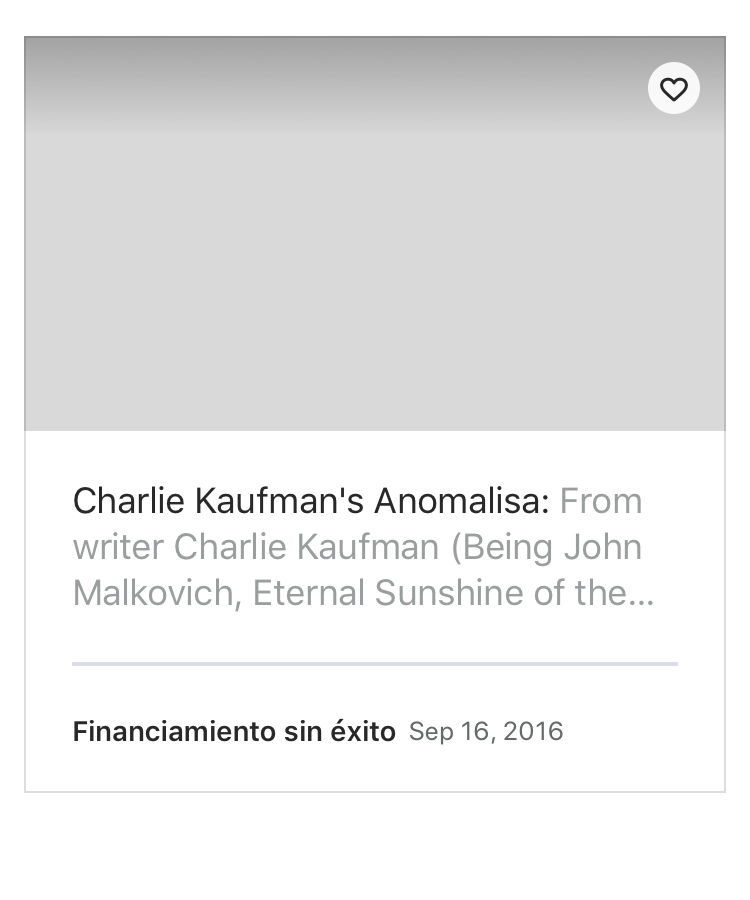 Charlie Kaufman's Anomalisa: From
writer Charlie Kaufman (Being John
Malkovich, Eternal Sunshine of the...
Financiamiento sin éxito Sep 16, 2016